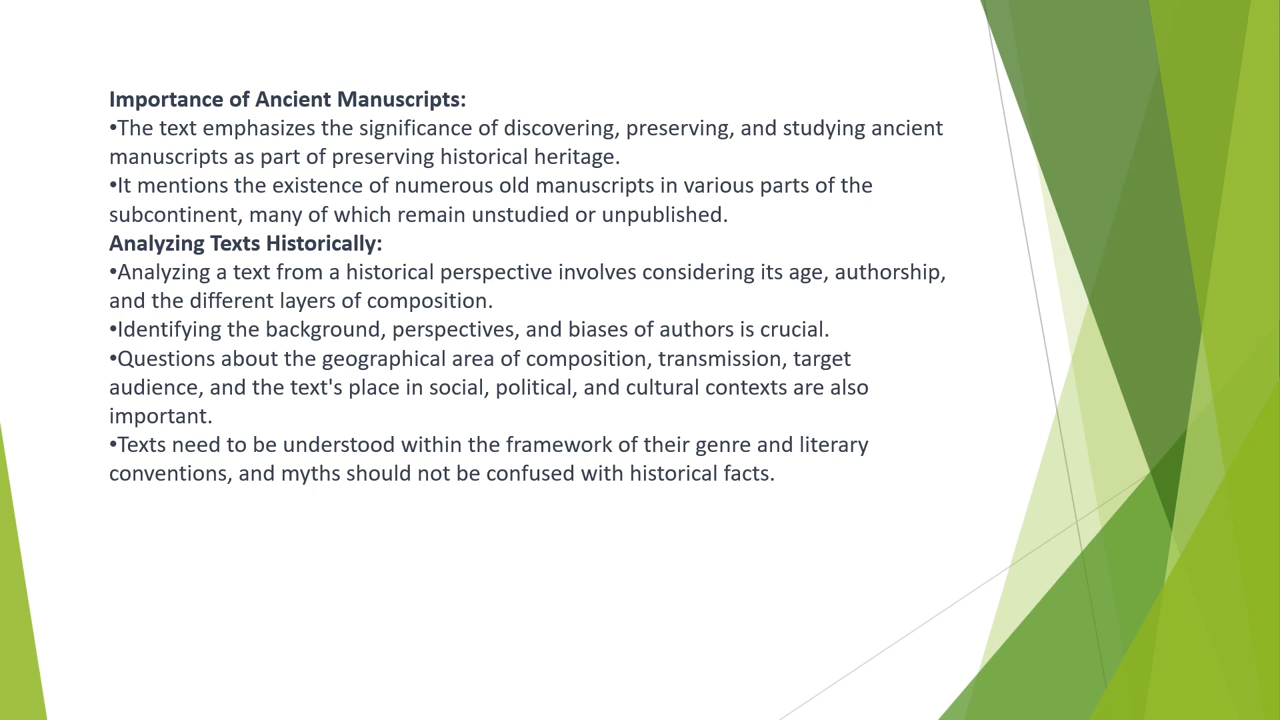 Importance of Ancient Manuscripts:
•The text emphasizes the significance of discovering, preserving, and studying ancient
manuscripts as part of preserving historical heritage.
•It mentions the existence of numerous old manuscripts in various parts of the
subcontinent, many of which remain unstudied or unpublished.
Analyzing Texts Historically:
•Analyzing a text from a historical perspective involves considering its age, authorship,
and the different layers of composition.
•Identifying the background, perspectives, and biases of authors is crucial.
•Questions about the geographical area of composition, transmission, target
audience, and the text's place in social, political, and cultural contexts are also
important.
•Texts need to be understood within the framework of their genre and literary
conventions, and myths should not be confused with historical facts.